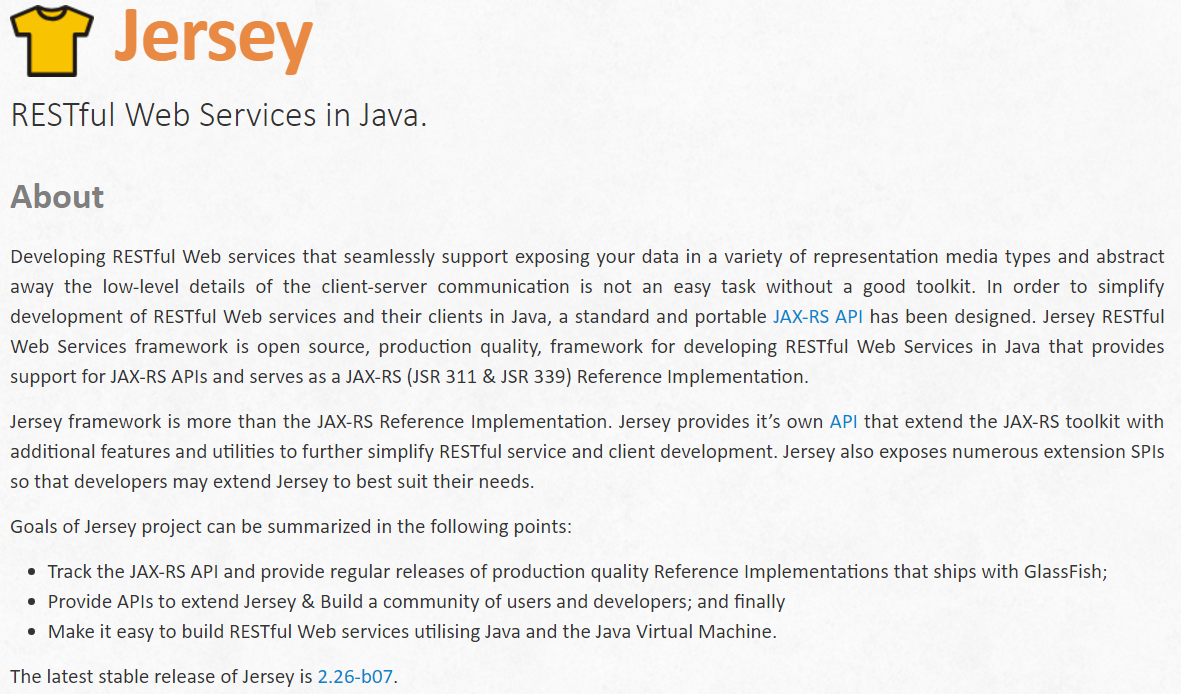 Jersey
RESTful Web Services in Java.
About
Developing RESTful Web services that seamlessly support exposing your data in a variety of representation media types and abstract
away the low-level details of the client-server communication is not an easy task without a good toolkit. In order to simplify
development of RESTful Web services and their clients in Java, a standard and portable JAX-RS API has been designed. Jersey RESTful
Web Services framework is open source, production quality, framework for developing RESTful Web Services in Java that provides
support for JAX-RS APIs and serves as a JAX-RS (JSR 311 & JSR 339) Reference Implementation.
Jersey framework is more than the JAX-RS Reference Implementation. Jersey provides it’s own API that extend the JAX-RS toolkit with
additional features and utilities to further simplify RESTful service and client development. Jersey also exposes numerous extension SPIs
so that developers may extend Jersey to best suit their needs.
Goals of Jersey project can be summarized in the following points:
• Track the JAX-RS API and provide regular releases of production quality Reference Implementations that ships with GlassFish;
• Provide APIs to extend Jersey & Build a community of users and developers; and finally
• Make it easy to build RESTful Web services utilising Java and the Java Virtual Machine.
The latest stable release of Jersey is 2.26-b07.